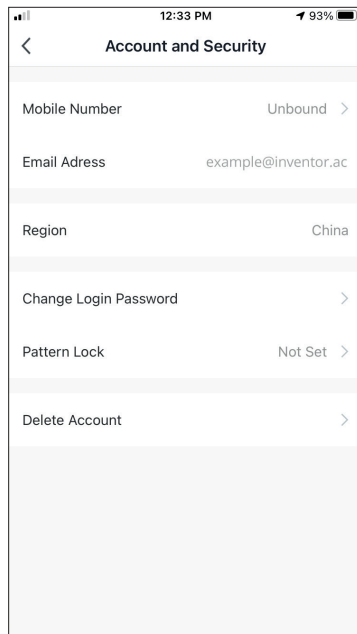 12:33 PM 93%
Account and Security
Mobile Number Unbound
Email Adress example@inventor.ac
Region China
Change Login Password
Pattern Lock Not Set
Delete Account